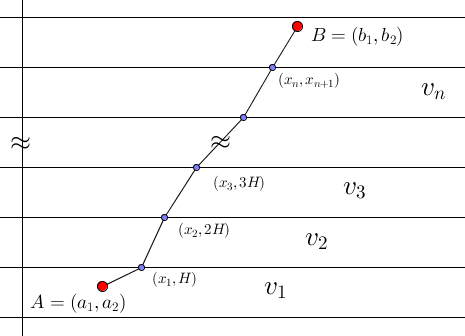 B = (b₁, b₂)
(xₙ, xₙ₊₁)
vₙ
≈ ≈
(x₃, 3H)
v₃
(x₂, 2H)
v₂
(x₁, H)
v₁
A = (a₁, a₂)